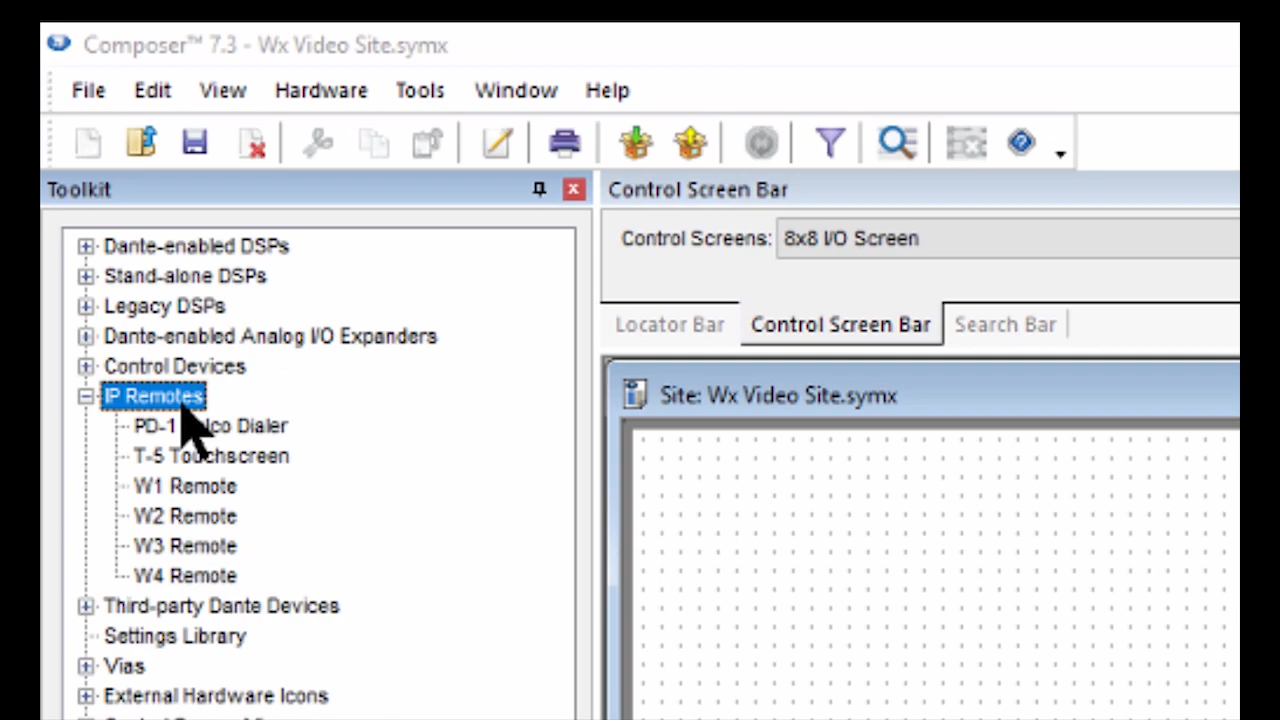 Composer™ 7.3 - Wx Video Site.symx
File Edit View Hardware Tools Window Help
Toolkit
Control Screen Bar
Dante-enabled DSPs
Stand-alone DSPs
Legacy DSPs
Dante-enabled Analog I/O Expanders
Control Devices
IP Remotes
PD-1
T-5 Touchscreen
W1 Remote
W2 Remote
W3 Remote
W4 Remote
Third-party Dante Devices
Settings Library
Vias
External Hardware Icons
Control Screens: 8x8 I/O Screen
Locator Bar Control Screen Bar Search Bar
Site: Wx Video Site.symx